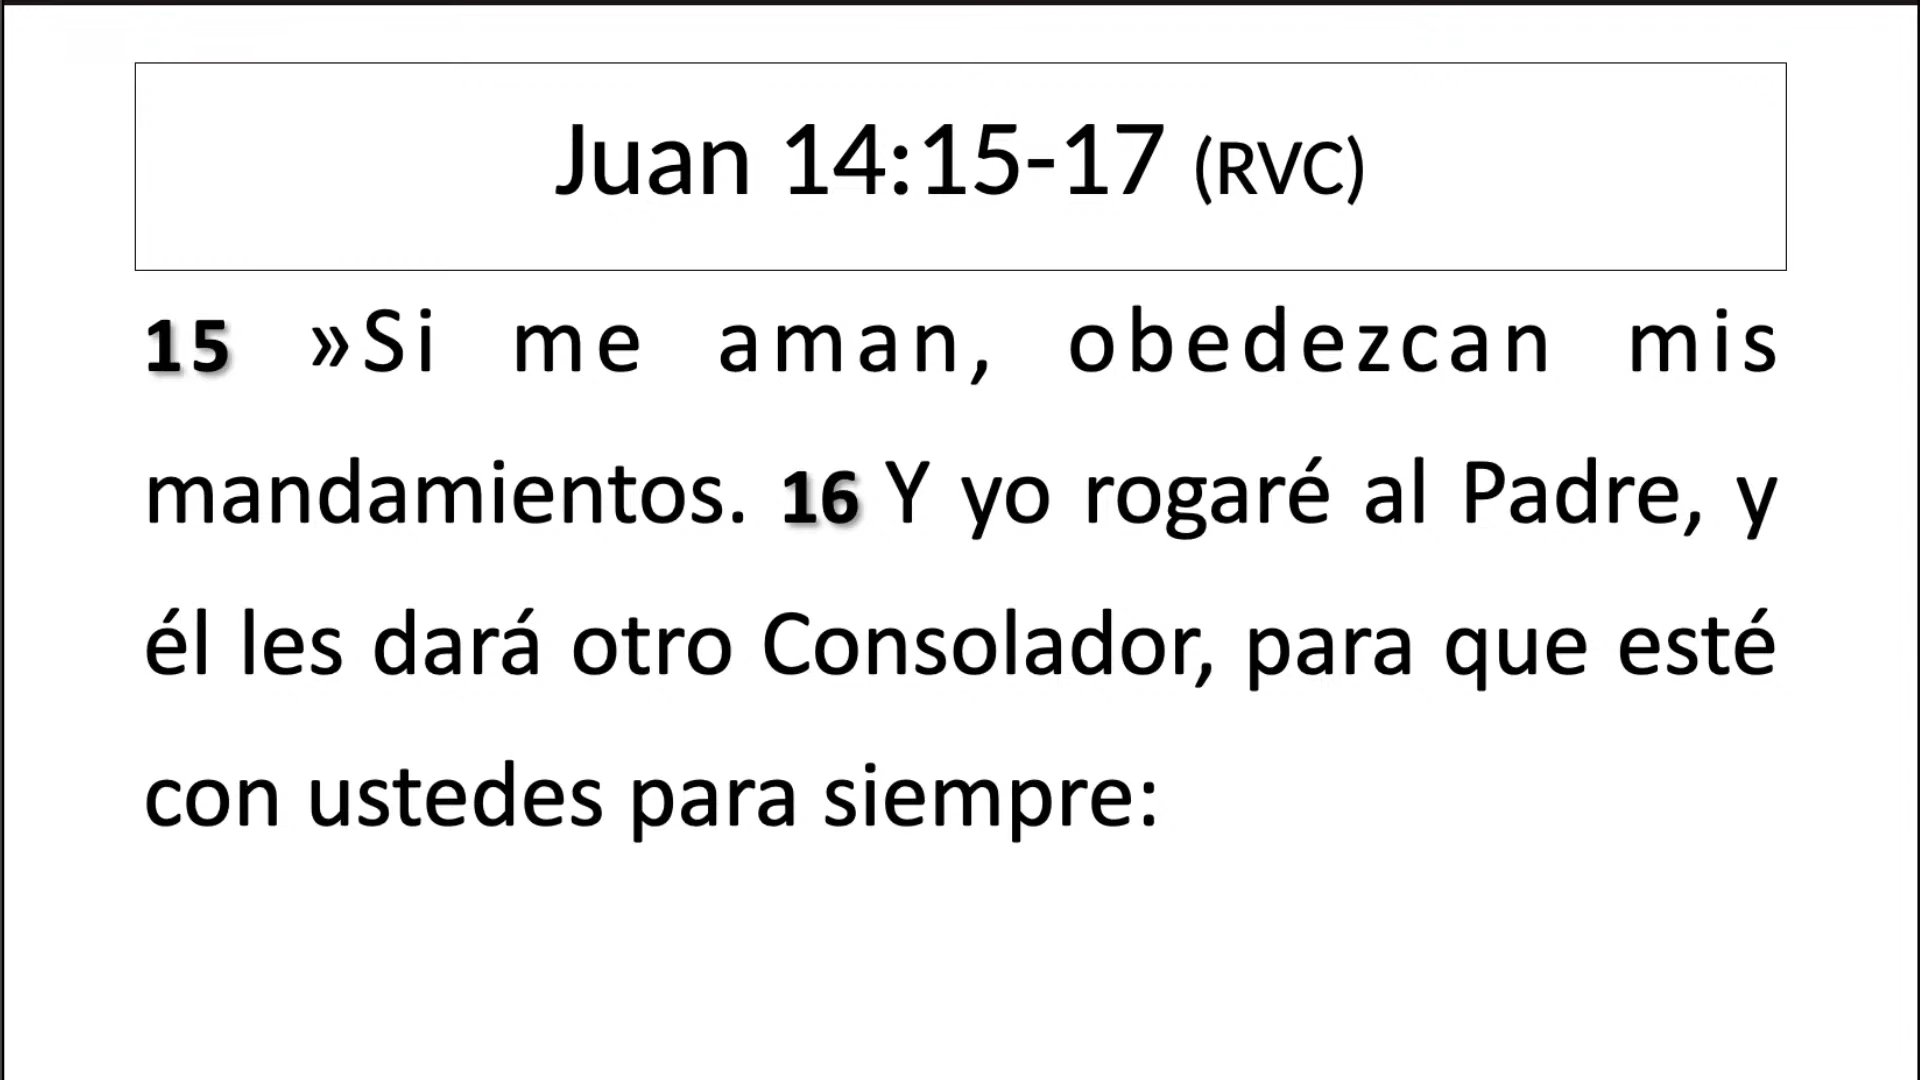 Juan 14:15-17 (RVC)
15 »Si me aman, obedezcan mis
mandamientos. 16 Y yo rogaré al Padre, y
él les dará otro Consolador, para que esté
con ustedes para siempre: